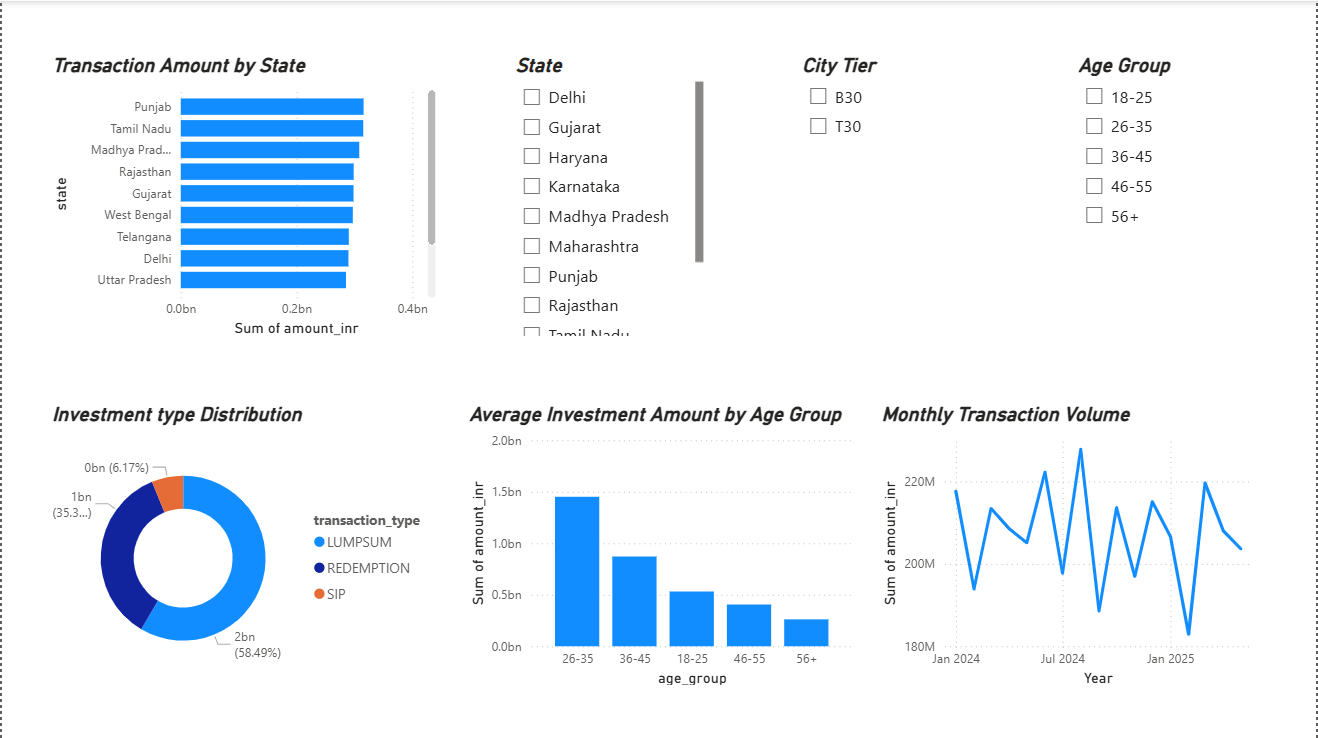 Transaction Amount by State
Punjab
Tamil Nadu
Madhya Prad...
Rajasthan
Gujarat
West Bengal
Telangana
Delhi
Uttar Pradesh
state
0.0bn 0.2bn 0.4bn
Sum of amount_inr
State
Delhi
Gujarat
Haryana
Karnataka
Madhya Pradesh
Maharashtra
Punjab
Rajasthan
Tamil Nadu
City Tier
B30
T30
Age Group
18-25
26-35
36-45
46-55
56+
Investment type Distribution
0bn (6.17%)
1bn
(35.3...)
2bn
(58.49%)
transaction_type
LUMPSUM
REDEMPTION
SIP
Average Investment Amount by Age Group
Sum of amount_inr
2.0bn
1.5bn
1.0bn
0.5bn
0.0bn
26-35 36-45 18-25 46-55 56+
age_group
Monthly Transaction Volume
Sum of amount_inr
220M
200M
180M
Jan 2024 Jul 2024 Jan 2025
Year